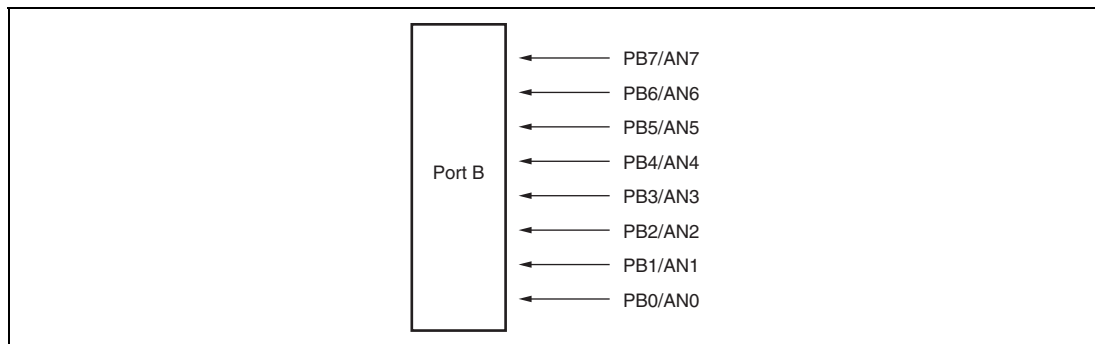 PB7/AN7
PB6/AN6
PB5/AN5
PB4/AN4
Port B
PB3/AN3
PB2/AN2
PB1/AN1
PB0/AN0